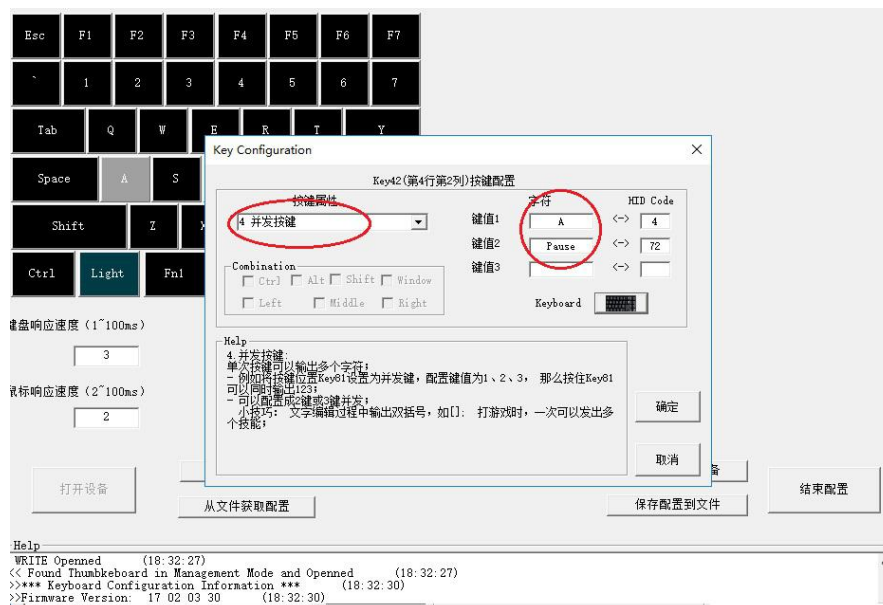 Esc F1 F2 F3 F4 F5 F6 F7
` 1 2 3 4 5 6 7
Tab Q W E R T Y
Key Configuration
Space A S
Key42(第4行第2列)按键配置
按键属性 字符 HID Code
Shift Z
4 并发按键 键值1 A <-> 4
键值2 Pause <-> 72
Ctrl Light Fn1
Combination 键值3 <->
Ctrl Alt Shift Window
Left Middle Right Keyboard
键盘响应速度(1~100ms)
3
Help
4.并发按键:
单次按键可以输出多个字符;
- 例如将按键位置Key81设置为并发键,配置键值为1、2、3, 那么按住Key81
可以同时输出123;
- 可以配置成2键或3键并发;
小技巧: 文字编辑过程中输出双括号,如[]; 打游戏时,一次可以发出多
个技能;
鼠标响应速度(2~100ms)
2
确定
取消
打开设备 备 结束配置
从文件获取配置 保存配置到文件
Help
WRITE Openned (18:32:27)
<< Found Thumbkeboard in Management Mode and Openned (18:32:27)
>>*** Keyboard Configuration Information *** (18:32:30)
>>Firmware Version: 17 02 03 30 (18:32:30)